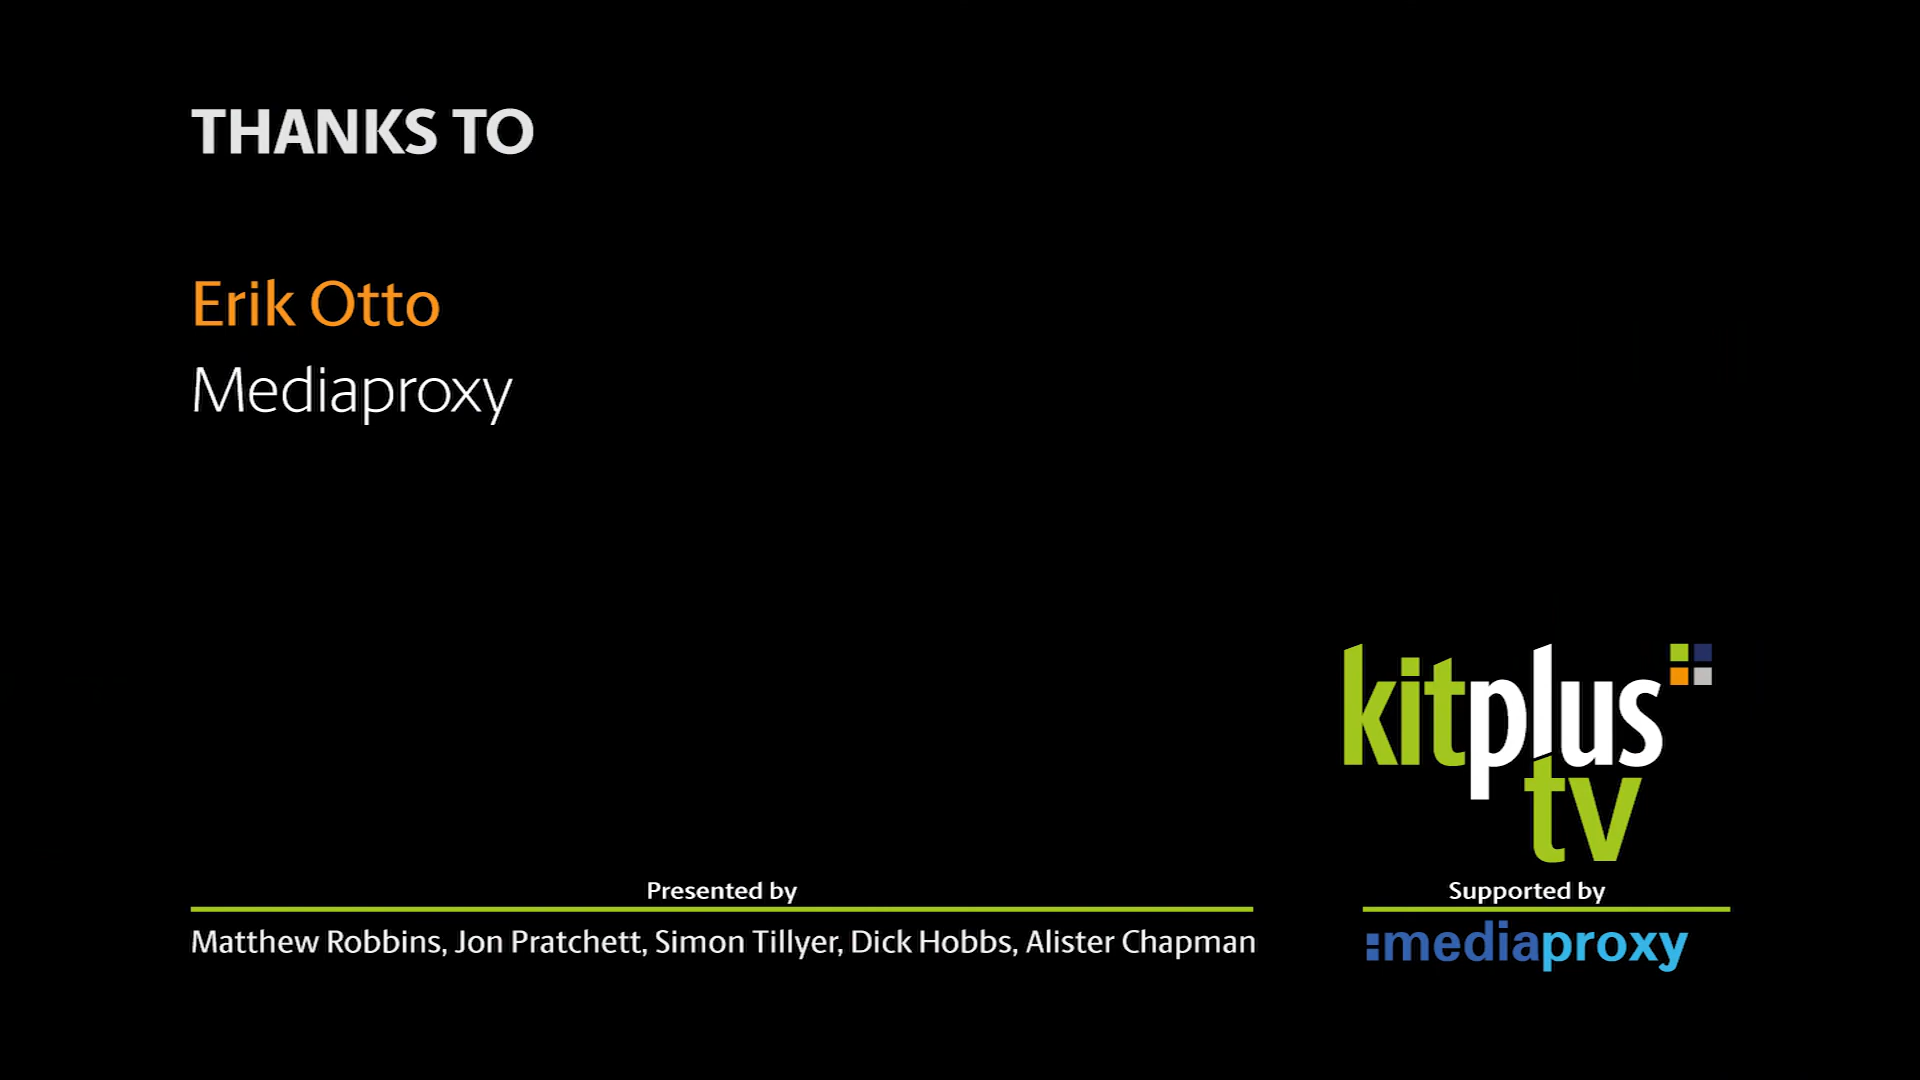 THANKS TO
Erik Otto
Mediaproxy
kitplus
tv
Presented by
Matthew Robbins, Jon Pratchett, Simon Tillyer, Dick Hobbs, Alister Chapman
Supported by
:mediaproxy